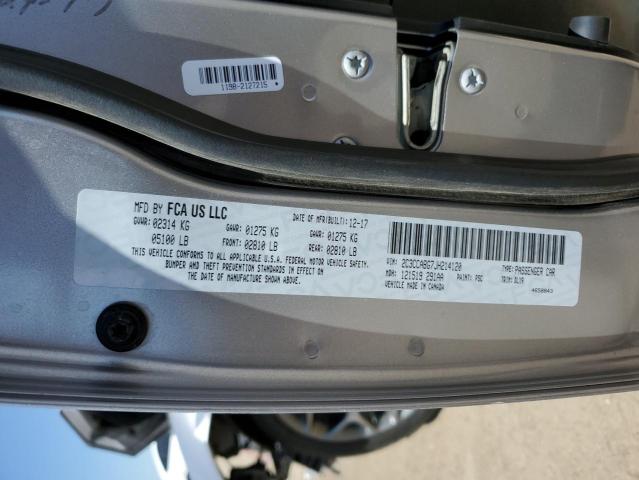 1198-2127215
MFD BY FCA US LLC
DATE OF MFR(BUILT): 12-17
GVWR: 02314 KG GAWR: 01275 KG GAWR: 01275 KG
05100 LB FRONT: 02810 LB REAR: 02810 LB
THIS VEHICLE CONFORMS TO ALL APPLICABLE U.S.A. FEDERAL MOTOR VEHICLE SAFETY,
BUMPER AND THEFT PREVENTION STANDARDS IN EFFECT ON
THE DATE OF MANUFACTURE SHOWN ABOVE.
VIN: 2C3CCABG7JH214120 TYPE: PASSENGER CAR
MDH: 121519 291AA PAINT: PSC TRIM: DLX9
VEHICLE MADE IN CANADA
4658843